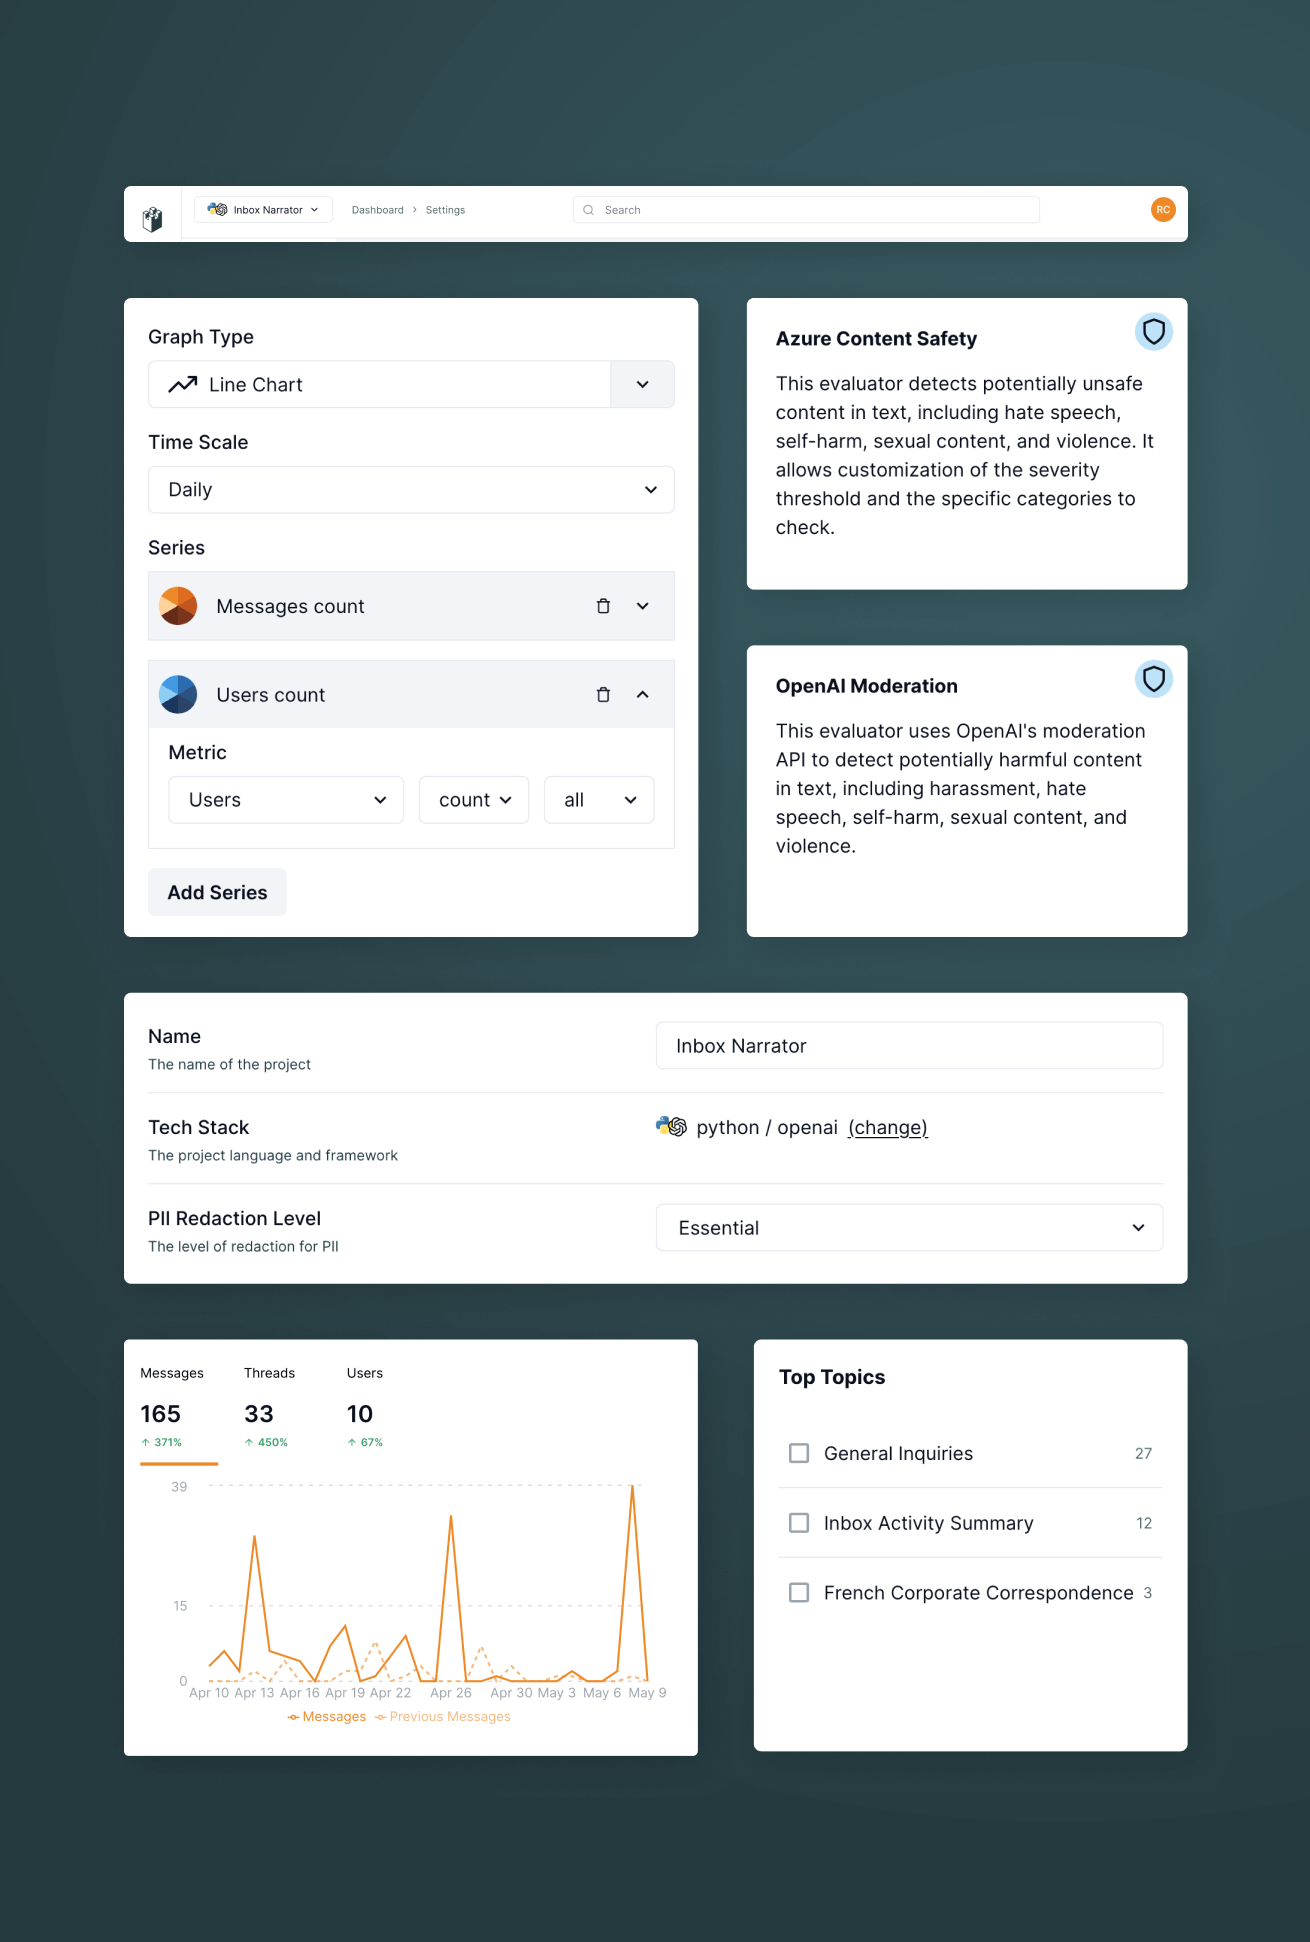 Inbox Narrator
Dashboard > Settings
Search
RC
Graph Type
Line Chart
Time Scale
Daily
Series
Messages count
Users count
Metric
Users
count
all
Add Series
Azure Content Safety
This evaluator detects potentially unsafe
content in text, including hate speech,
self-harm, sexual content, and violence. It
allows customization of the severity
threshold and the specific categories to
check.
OpenAI Moderation
This evaluator uses OpenAI's moderation
API to detect potentially harmful content
in text, including harassment, hate
speech, self-harm, sexual content, and
violence.
Name
The name of the project
Inbox Narrator
Tech Stack
The project language and framework
python / openai (change)
PII Redaction Level
The level of redaction for PII
Essential
Messages Threads Users
165 33 10
↑ 371% ↑ 450% ↑ 67%
39
15
0
Apr 10 Apr 13 Apr 16 Apr 19 Apr 22 Apr 26 Apr 30 May 3 May 6 May 9
Messages Previous Messages
Top Topics
General Inquiries 27
Inbox Activity Summary 12
French Corporate Correspondence 3